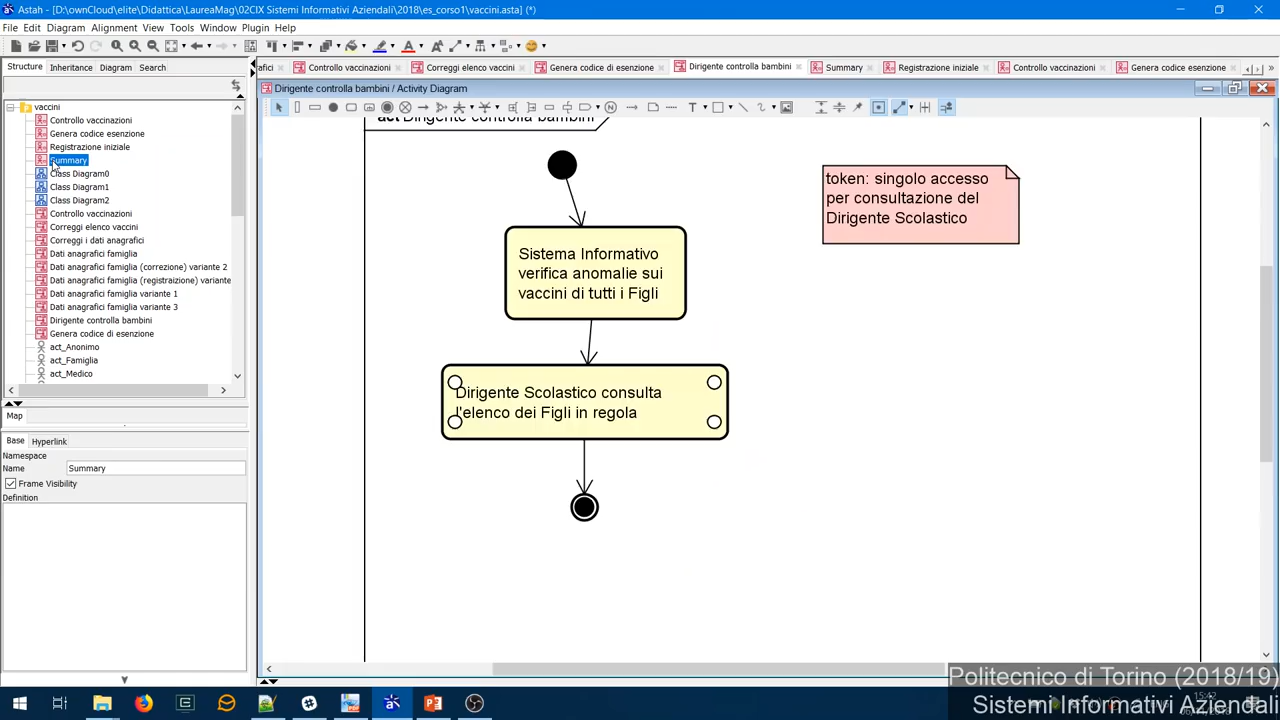 Astah - [D:\ownCloud\elite\Didattica\LaureaMag\02CIX Sistemi Informativi Aziendali\2018\es_corso1\vaccini.asta] (*)
File Edit Diagram Alignment View Tools Window Plugin Help
Structure Inheritance Diagram Search
afici Controllo vaccinazioni Correggi elenco vaccini Genera codice di esenzione Dirigente controlla bambini Summary Registrazione iniziale Controllo vaccinazioni Genera codice esenzione
Dirigente controlla bambini / Activity Diagram
vaccini
Controllo vaccinazioni
Genera codice esenzione
Registrazione iniziale
Summary
Class Diagram0
Class Diagram1
Class Diagram2
Controllo vaccinazioni
Correggi elenco vaccini
Correggi i dati anagrafici
Dati anagrafici famiglia
Dati anagrafici famiglia (correzione) variante 2
Dati anagrafici famiglia (registraizione) variante
Dati anagrafici famiglia variante 1
Dati anagrafici famiglia variante 3
Dirigente controlla bambini
Genera codice di esenzione
act_Anonimo
act_Famiglia
act_Medico
Map
Base Hyperlink
Namespace
Name Summary
Frame Visibility
Definition
act Dirigente controlla bambini
token: singolo accesso
per consultazione del
Dirigente Scolastico
Sistema Informativo
verifica anomalie sui
vaccini di tutti i Figli
Dirigente Scolastico consulta
l'elenco dei Figli in regola
Politecnico di Torino (2018/19)
Sistemi Informativi Aziendali
15:42